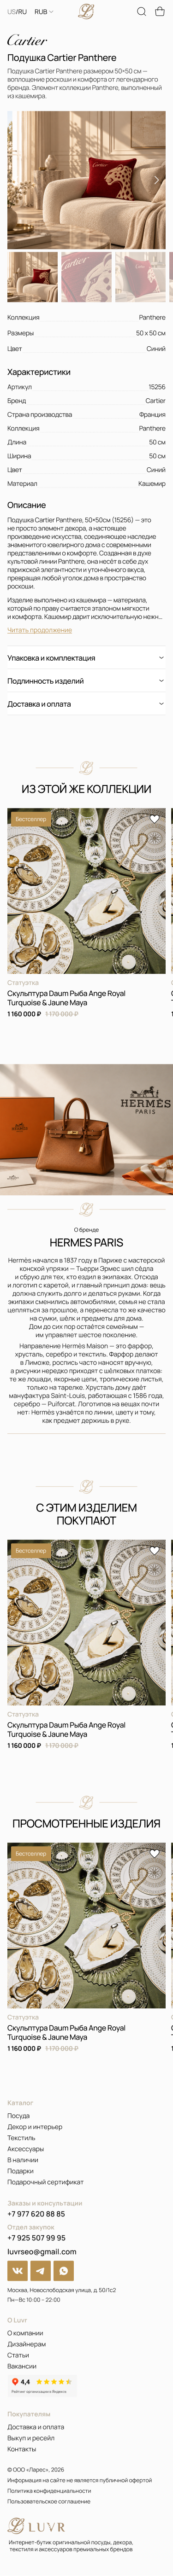 US/RU RUB
Cartier
Подушка Cartier Panthere
Подушка Cartier Panthere размером 50×50 см —
воплощение роскоши и комфорта от легендарного
бренда. Элемент коллекции Panthere, выполненный
из кашемира.
Коллекция Panthere
Размеры 50 x 50 см
Цвет Синий
Характеристики
Артикул 15256
Бренд Cartier
Страна производства Франция
Коллекция Panthere
Длина 50 см
Ширина 50 см
Цвет Синий
Материал Кашемир
Описание
Подушка Cartier Panthere, 50×50см (15256) — это
не просто элемент декора, а настоящее
произведение искусства, соединяющее наследие
знаменитого ювелирного дома с современными
представлениями о комфорте. Созданная в духе
культовой линии Panthere, она несёт в себе дух
парижской элегантности и утончённого вкуса,
превращая любой уголок дома в пространство
роскоши.
Изделие выполнено из кашемира — материала,
который по праву считается эталоном мягкости
и комфорта. Кашемир дарит исключительную нежн...
Читать продолжение
Упаковка и комплектация
Подлинность изделий
Доставка и оплата
ИЗ ЭТОЙ ЖЕ КОЛЛЕКЦИИ
Бестселлер
Статуэтка
Скульптура Daum Рыба Ange Royal
Turquoise & Jaune Maya
1 160 000 ₽ 1 170 000 ₽
HERMÈS
PARIS
О бренде
HERMES PARIS
Hermès начался в 1837 году в Париже с мастерской
конской упряжи — Тьерри Эрмес шил сёдла
и сбрую для тех, кто ездил в экипажах. Отсюда
и логотип с каретой, и главный принцип дома: вещь
должна служить долго и делаться руками. Когда
экипажи сменились автомобилями, семья не стала
цепляться за прошлое, а перенесла то же качество
на сумки, шёлк и предметы для дома.
Дом до сих пор остаётся семейным —
им управляет шестое поколение.
Направление Hermès Maison — это фарфор,
хрусталь, серебро и текстиль. Фарфор делают
в Лиможе, роспись часто наносят вручную,
а рисунки нередко приходят с шёлковых платков:
те же лошади, якорные цепи, тропические листья,
только на тарелке. Хрусталь дому даёт
мануфактура Saint-Louis, работающая с 1586 года,
серебро — Puiforcat. Логотипов на вещах почти
нет: Hermès узнаётся по линии, цвету и тому,
как предмет держишь в руке.
С ЭТИМ ИЗДЕЛИЕМ
ПОКУПАЮТ
Бестселлер
Статуэтка
Скульптура Daum Рыба Ange Royal
Turquoise & Jaune Maya
1 160 000 ₽ 1 170 000 ₽
ПРОСМОТРЕННЫЕ ИЗДЕЛИЯ
Бестселлер
Статуэтка
Скульптура Daum Рыба Ange Royal
Turquoise & Jaune Maya
1 160 000 ₽ 1 170 000 ₽
Каталог
Посуда
Декор и интерьер
Текстиль
Аксессуары
В наличии
Подарки
Подарочный сертификат
Заказы и консультации
+7 977 620 88 85
Отдел закупок
+7 925 507 99 95
luvrseo@gmail.com
Москва, Новослободская улица, д. 50/1с2
Пн—Вс 10:00 - 22:00
О Luvr
О компании
Дизайнерам
Статьи
Вакансии
4,4
Рейтинг организации в Яндексе
Покупателям
Доставка и оплата
Выкуп и ресейл
Контакты
© ООО «Ларес», 2026
Информация на сайте не является публичной офертой
Политика конфиденциальности
Пользовательское соглашение
LUVR
Интернет-бутик оригинальной посуды, декора,
текстиля и аксессуаров премиальных брендов